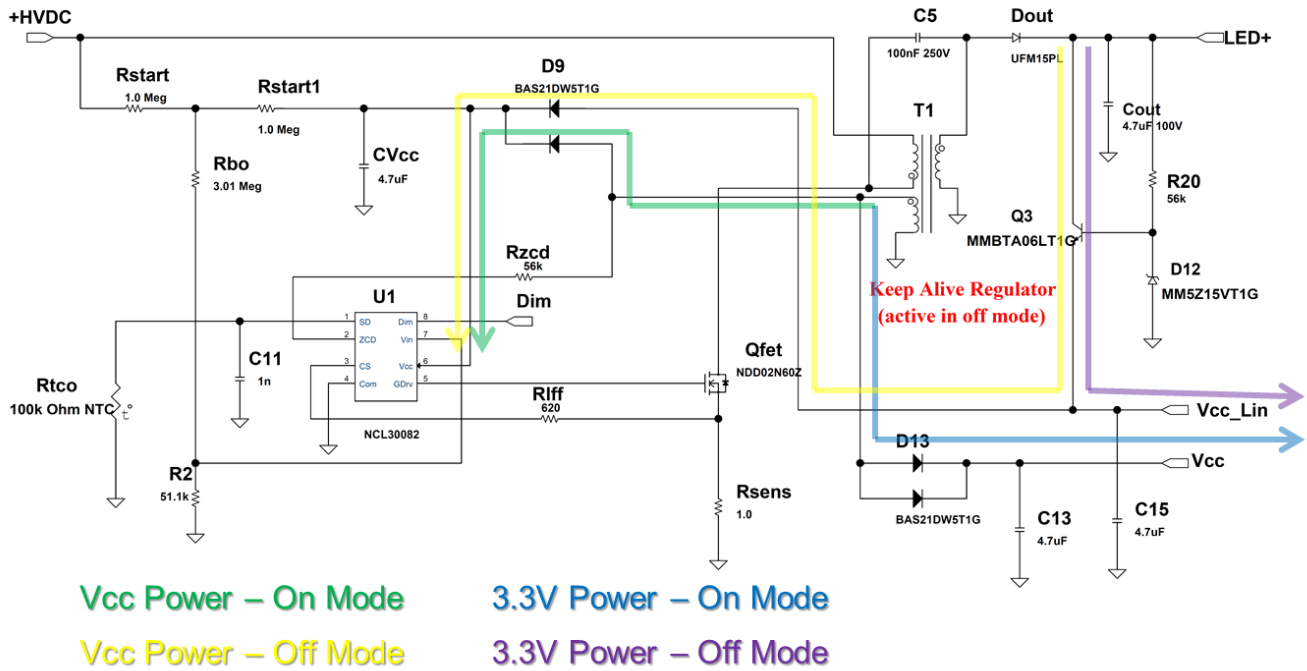 +HVDC
C5
100nF 250V
Dout
UFM15PL
LED+
Rstart
1.0 Meg
Rstart1
1.0 Meg
D9
BAS21DW5T1G
T1
Cout
4.7uF 100V
Rbo
3.01 Meg
CVcc
4.7uF
R20
56k
Q3
MMBTA06LT1G
Rzcd
56k
D12
MM5Z15VT1G
Keep Alive Regulator
(active in off mode)
U1
Dim
1 SD Dim 8
2 ZCD Vin 7
3 CS Vcc 6
4 Com GDrv 5
NCL30082
C11
1n
Rtco
100k Ohm NTC
t°
Qfet
NDD02N60Z
Rlff
620
Vcc_Lin
R2
51.1k
D13
BAS21DW5T1G
Vcc
Rsens
1.0
C13
4.7uF
C15
4.7uF
Vcc Power – On Mode
3.3V Power – On Mode
Vcc Power – Off Mode
3.3V Power – Off Mode